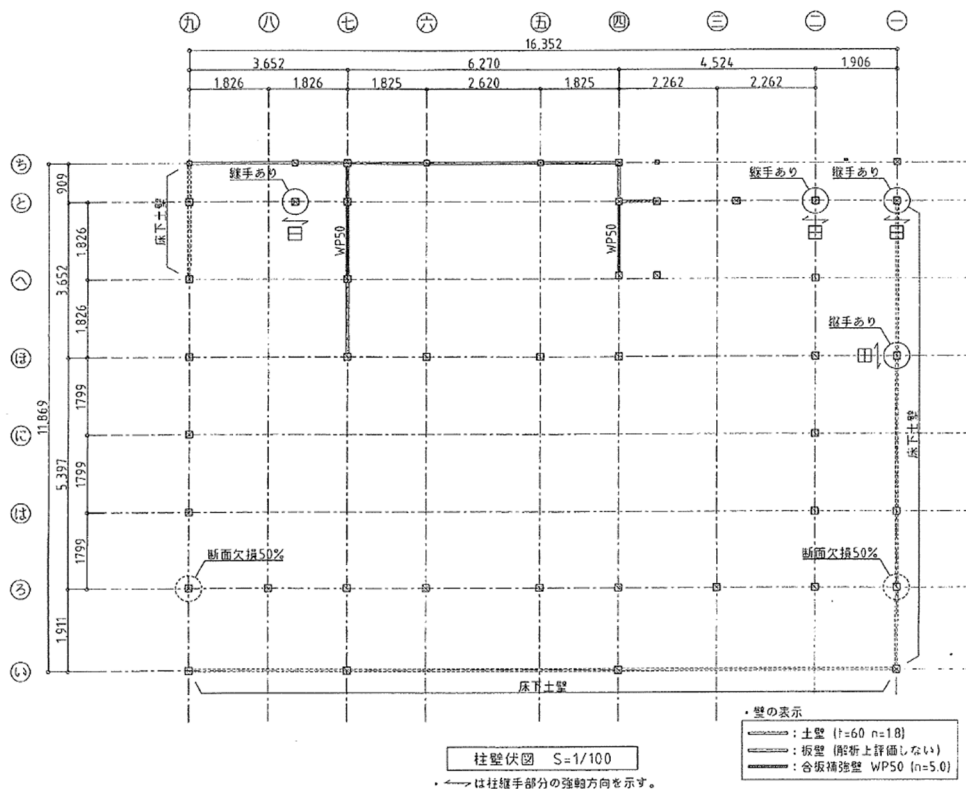 九 八 七 六 五 四 三 二 一
16,352
3,652 6,270 4,524 1,906
1,826 1,826 1,825 2,620 1,825 2,262 2,262
ち
と
へ
ほ
に
は
ろ
い
909
1,826
1,826
3,652
1799
1799
1799
5,397
1,911
11,869
床下土壁
継手あり
継手あり
継手あり
WP50
WP50
継手あり
床下土壁
断面欠損50%
断面欠損50%
床下土壁
・壁の表示
：土壁 (t=60 n=1.8)
：板壁 (解析上評価しない)
：合板補強壁 WP50 (n=5.0)
柱壁伏図 S=1/100
・ は柱継手部分の強軸方向を示す。